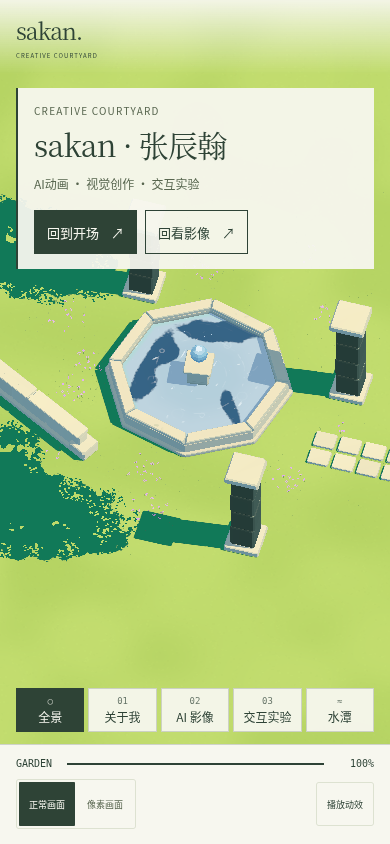 sakan.
CREATIVE COURTYARD
CREATIVE COURTYARD
sakan · 张辰翰
AI动画 · 视觉创作 · 交互实验
回到开场 ↗
回看影像 ↗
○ 01 02 03 ≈
全景 关于我 AI 影像 交互实验 水潭
GARDEN 100%
正常画面 像素画面 播放动效